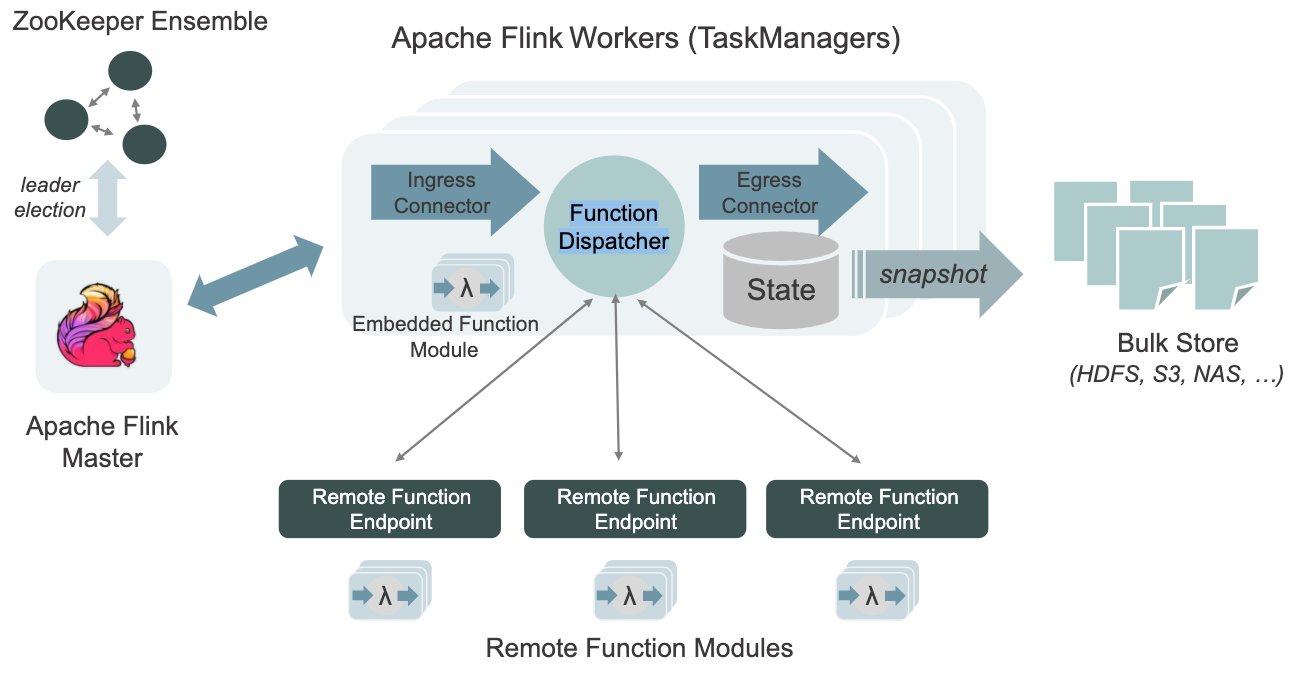 ZooKeeper Ensemble
Apache Flink Workers (TaskManagers)
leader
election
Apache Flink
Master
Ingress
Connector
Function
Dispatcher
Egress
Connector
λ
Embedded Function
Module
State
snapshot
Bulk Store
(HDFS, S3, NAS, …)
Remote Function
Endpoint
Remote Function
Endpoint
Remote Function
Endpoint
λ
λ
λ
Remote Function Modules